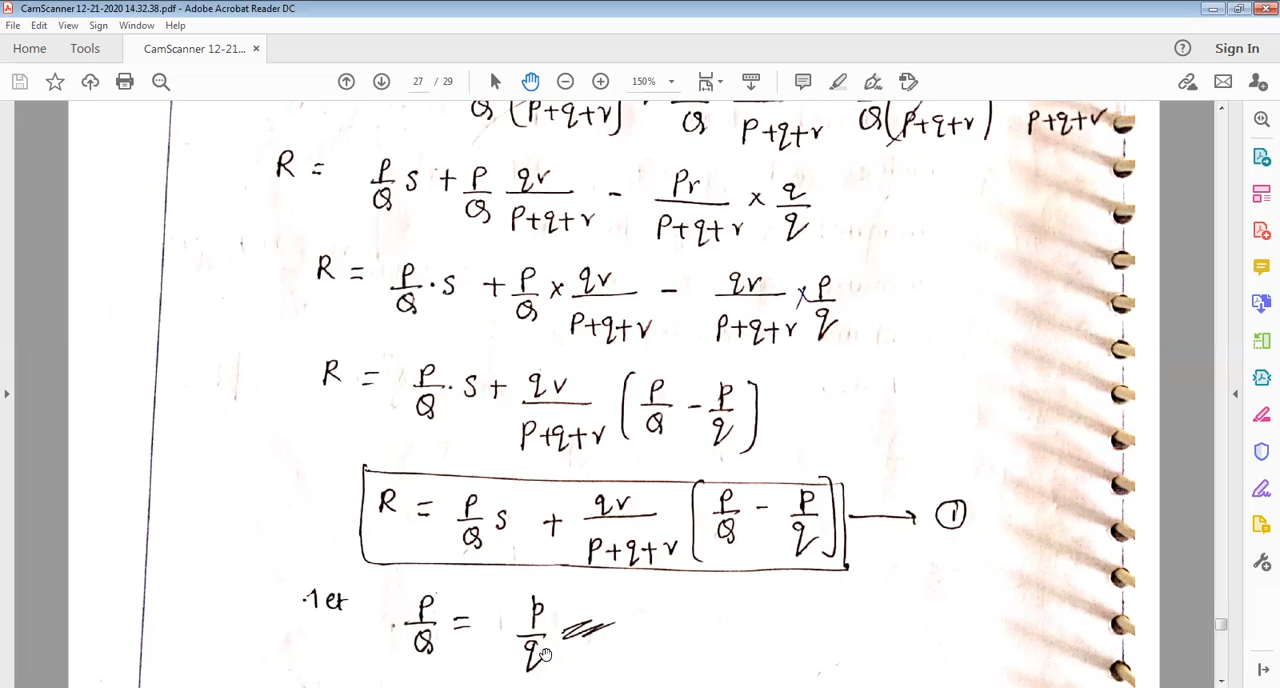 CamScanner 12-21-2020 14.32.38.pdf - Adobe Acrobat Reader DC
File Edit View Sign Window Help
Home Tools CamScanner 12-21... × Sign In
27 / 29 150%
Q (P+q+r) Q P+q+r Q(P+q+r) P+q+r
R = P/Q S + P/Q qr/P+q+r - Pr/P+q+r × q/q
R = P/Q · S + P/Q × qr/P+q+r - qr/P+q+r × P/q
R = P/Q · S + qr/P+q+r (P/Q - P/q)
R = P/Q S + qr/P+q+r [P/Q - P/q] → ①
let P/Q = p/q